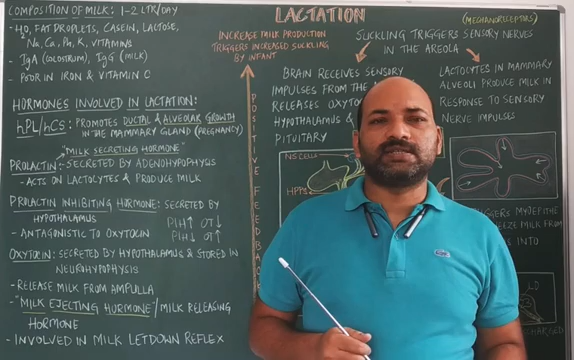 LACTATION
COMPOSITION OF MILK: 1-2 LTR/DAY
- H2O, FAT DROPLETS, CASEIN, LALTOSE,
Na, Ca, Ph, K, VITAMINS
- IgA (COLOSTRUM), IgG (MILK)
- POOR IN IRON & VITAMIN C
HORMONES INVOLVED IN LACTATION:
hPL/hCS: PROMOTES DUCTAL & ALVEOLAR GROWTH
IN THE MAMMARY GLAND (PREGNANCY)
"MILK SECRETING HORMONE"
PROLACTIN:- SECRETED BY ADENOHYPOPHYSIS
- ACTS ON LACTOLYTES & PRODUCE MILK
PROLACTIN INHIBITING HORMONE: SECRETED BY
HYPOTHALAMUS
PIH↑ OT↓
- ANTAGONISTIC TO OXYTOCIN
PIH↓ OT↑
OXYTOCIN: SECRETED BY HYPOTHALAMUS & STORED IN
NEUROHYPOPHYSIS
- RELEASE MILK FROM AMPULLA
- "MILK EJECTING HORMONE"/MILK RELEASING
HORMONE
- INVOLVED IN MILK LETDOWN REFLEX
INCREASE MILK PRODUCTION
TRIGGERS INCREASED SUCKLING
BY INFANT
POSITIVE FEEDBACK
(MECHANORECEPTORS)
SUCKLING TRIGGERS SENSORY NERVES
IN THE AREOLA
BRAIN RECEIVES SENSORY
IMPULSES FROM THE
RELEASES
HYPOTHALAMUS &
PITUITARY
LACTOLYTES IN MAMMARY
ALVEOLI PRODUCE MILK IN
RESPONSE TO SENSORY
NERVE IMPULSES
NS CELL
HPPs
LD